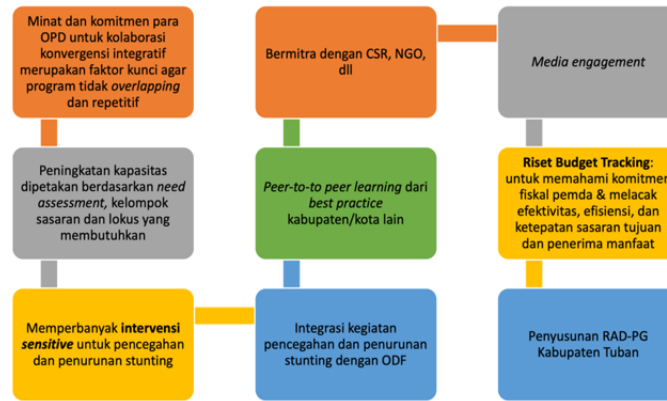 Minat dan komitmen para
OPD untuk kolaborasi
konvergensi integratif
merupakan faktor kunci agar
program tidak overlapping
dan repetitif
Peningkatan kapasitas
dipetakan berdasarkan need
assessment, kelompok
sasaran dan lokus yang
membutuhkan
Memperbanyak intervensi
sensitive untuk pencegahan
dan penurunan stunting
Integrasi kegiatan
pencegahan dan penurunan
stunting dengan ODF
Peer-to-to peer learning dari
best practice
kabupaten/kota lain
Bermitra dengan CSR, NGO,
dll
Media engagement
Riset Budget Tracking:
untuk memahami komitmen
fiskal pemda & melacak
efektivitas, efisiensi, dan
ketepatan sasaran tujuan
dan penerima manfaat
Penyusunan RAD-PG
Kabupaten Tuban